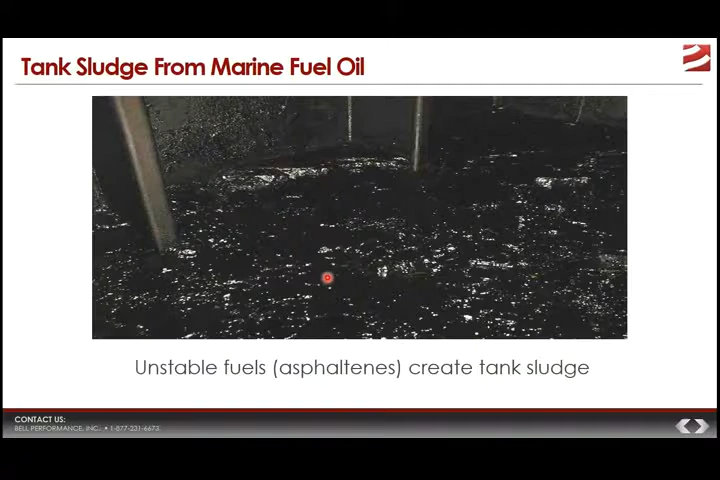 Tank Sludge From Marine Fuel Oil
Unstable fuels (asphaltenes) create tank sludge
CONTACT US:
BELL PERFORMANCE, INC. • 1-877-231-6673